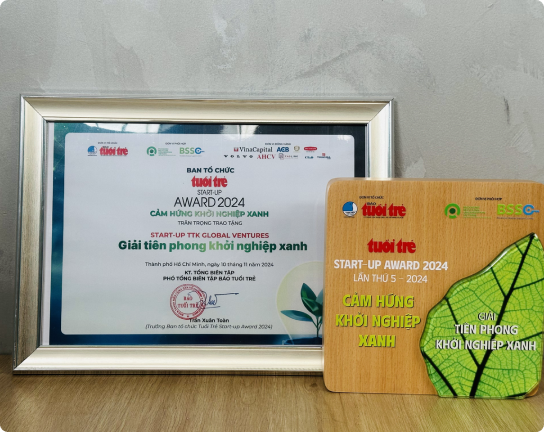 tuổi trẻ
BSSC
VinaCapital
ACB
VOLVO
AHCV
BAN TỔ CHỨC
tuổi trẻ
START-UP
AWARD 2024
CẢM HỨNG KHỞI NGHIỆP XANH
TRÂN TRỌNG TRAO TẶNG
START-UP TTK GLOBAL VENTURES
Giải tiên phong khởi nghiệp xanh
Thành phố Hồ Chí Minh, ngày 10 tháng 11 năm 2024
KT. TỔNG BIÊN TẬP
PHÓ TỔNG BIÊN TẬP BÁO TUỔI TRẺ
BÁO
TUỔI TRẺ
Trần Xuân Toàn
(Trưởng Ban tổ chức Tuổi Trẻ Start-up Award 2024)
tuổi trẻ
BSSC
tuổi trẻ
START-UP AWARD 2024
LẦN THỨ 5 - 2024
CẢM HỨNG
KHỞI NGHIỆP
XANH
GIẢI
TIÊN PHONG
KHỞI NGHIỆP XANH